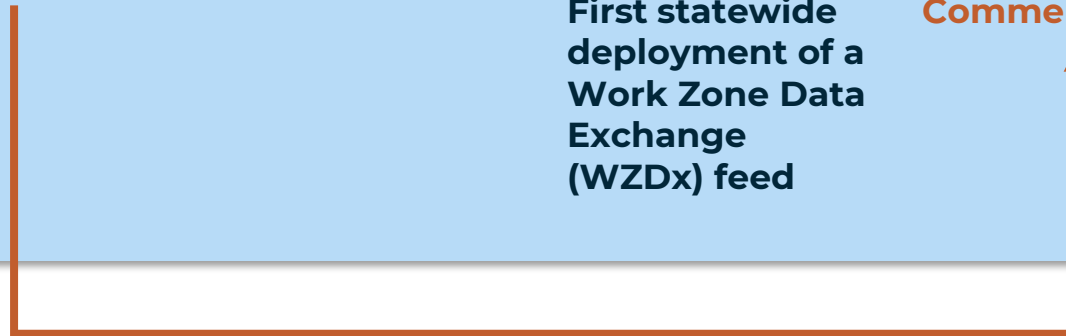 First statewide
deployment of a
Work Zone Data
Exchange
(WZDx) feed